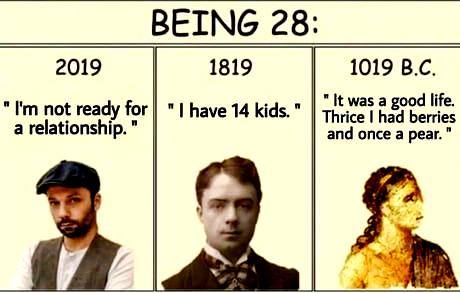 BEING 28:
2019
" I'm not ready for
a relationship. "
1819
" I have 14 kids. "
1019 B.C.
" It was a good life.
Thrice I had berries
and once a pear. "